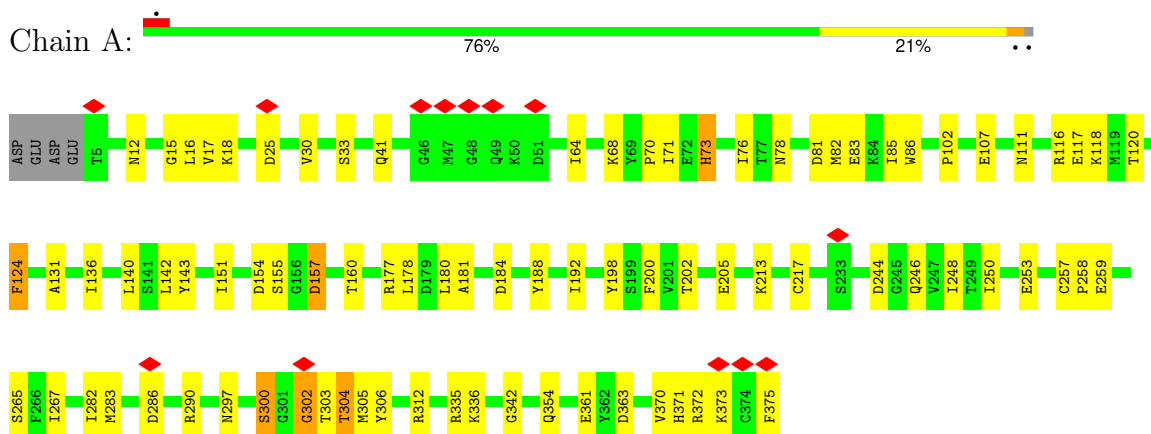 Chain A:
76% 21%
ASP GLU ASP GLU T5 N12 G15 L16 V17 K18 D25 V30 S33 Q41 G46 M47 G48 Q49 K50 D51 I64 K68 Y69 P70 I71 E72 H73 I76 T77 N78 D81 M82 E83 K84 I85 W86 P102 E107 N111 R116 E117 K118 M119 T120
F124 A131 I136 L140 S141 L142 Y143 I151 D154 S155 G156 D157 T160 R177 L178 D179 L180 A181 D184 Y188 I192 Y198 S199 F200 V201 T202 E205 K213 C217 S233 D244 G245 Q246 V247 I248 T249 I250 E253 C257 P258 E259
S265 F266 I267 I282 M283 D286 R290 N297 S300 G301 G302 T303 T304 M305 Y306 R312 R335 K336 G342 Q354 E361 Y362 D363 V370 H371 R372 K373 C374 F375